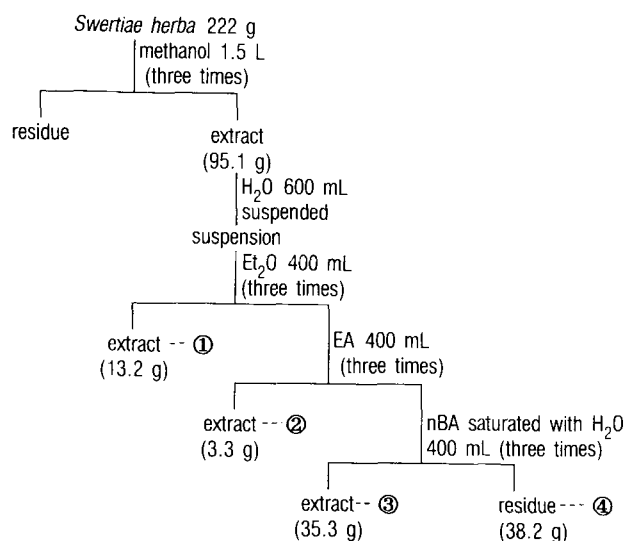 Swertiae herba 222 g
methanol 1.5 L
(three times)
residue
extract
(95.1 g)
H₂O 600 mL
suspended
suspension
Et₂O 400 mL
(three times)
extract -- ①
(13.2 g)
EA 400 mL
(three times)
extract --- ②
(3.3 g)
nBA saturated with H₂O
400 mL (three times)
extract-- ③
(35.3 g)
residue--- ④
(38.2 g)